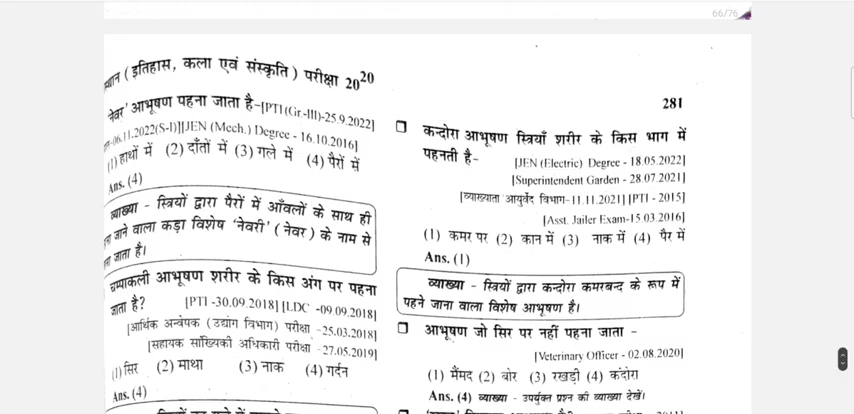 66/76
स्थान (इतिहास, कला एवं संस्कृति) परीक्षा 2020
'नेवर' आभूषण पहना जाता है-[PTI(Gr.-III)-25.9.2022]
-06.11.2022(S-I)][JEN (Mech.) Degree - 16.10.2016]
(1) हाथों में (2) दाँतों में (3) गले में (4) पैरों में
Ans. (4)
व्याख्या - स्त्रियों द्वारा पैरों में आँवलों के साथ ही
जाने वाला कड़ा विशेष 'नेवरी' (नेवर) के नाम से
जाता है।
चम्पाकली आभूषण शरीर के किस अंग पर पहना
जाता है? [PTI -30.09.2018] [LDC -09.09.2018]
[आर्थिक अन्वेषक (उद्योग विभाग) परीक्षा -25.03.2018]
[सहायक सांख्यिकी अधिकारी परीक्षा -27.05.2019]
(1) सिर (2) माथा (3) नाक (4) गर्दन
Ans. (4)
281
कन्दोरा आभूषण स्त्रियाँ शरीर के किस भाग में
पहनती है- [JEN (Electric) Degree - 18.05.2022]
[Superintendent Garden - 28.07.2021]
[व्याख्याता आयुर्वेद विभाग-11.11.2021] [PTI - 2015]
[Asst. Jailer Exam-15.03.2016]
(1) कमर पर (2) कान में (3) नाक में (4) पैर में
Ans. (1)
व्याख्या - स्त्रियों द्वारा कन्दोरा कमरबन्द के रूप में
पहने जाना वाला विशेष आभूषण है।
आभूषण जो सिर पर नहीं पहना जाता -
[Veterinary Officer - 02.08.2020]
(1) मैंमद (2) बोर (3) रखड़ी (4) कंदोरा
Ans. (4) व्याख्या - उपर्युक्त प्रश्न की व्याख्या देखें।